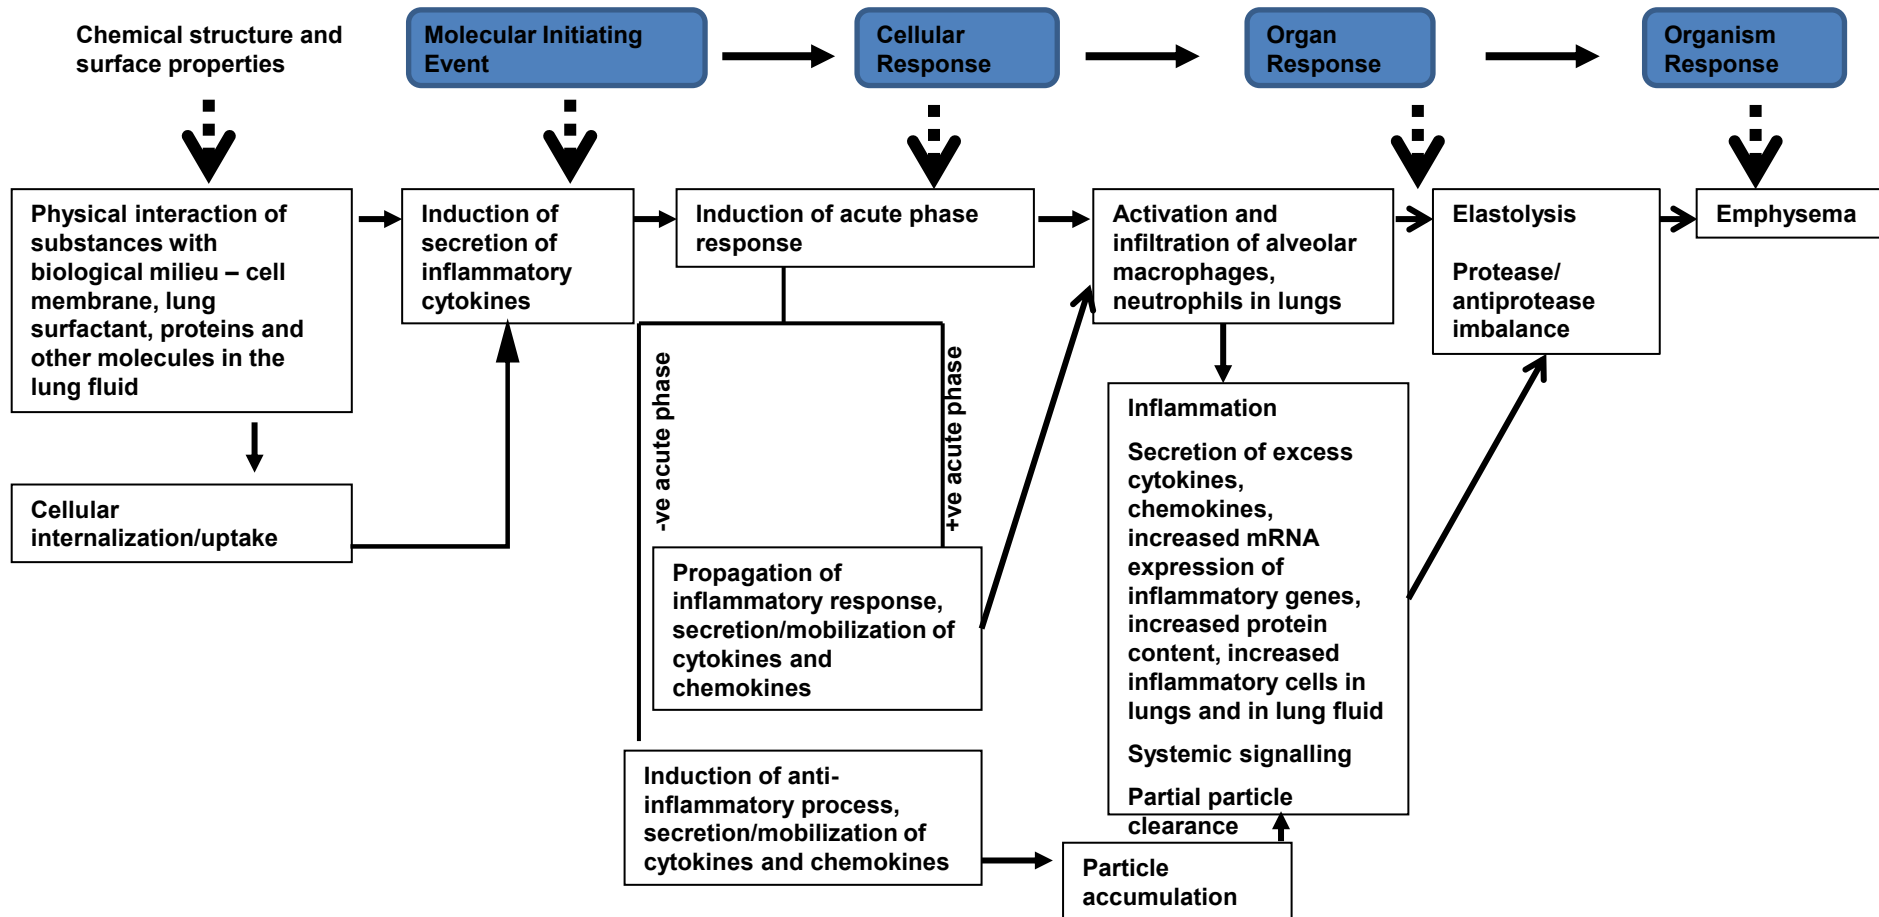 Chemical structure and
surface properties
Molecular Initiating
Event
Cellular
Response
Organ
Response
Organism
Response
Physical interaction of
substances with
biological milieu – cell
membrane, lung
surfactant, proteins and
other molecules in the
lung fluid
Induction of
secretion of
inflammatory
cytokines
Induction of acute phase
response
Activation and
infiltration of alveolar
macrophages,
neutrophils in lungs
Elastolysis
Protease/
antiprotease
imbalance
Emphysema
Cellular
internalization/uptake
-ve acute phase
+ve acute phase
Propagation of
inflammatory response,
secretion/mobilization of
cytokines and
chemokines
Inflammation
Secretion of excess
cytokines,
chemokines,
increased mRNA
expression of
inflammatory genes,
increased protein
content, increased
inflammatory cells in
lungs and in lung fluid
Systemic signalling
Partial particle
clearance
Induction of anti-
inflammatory process,
secretion/mobilization of
cytokines and chemokines
Particle
accumulation